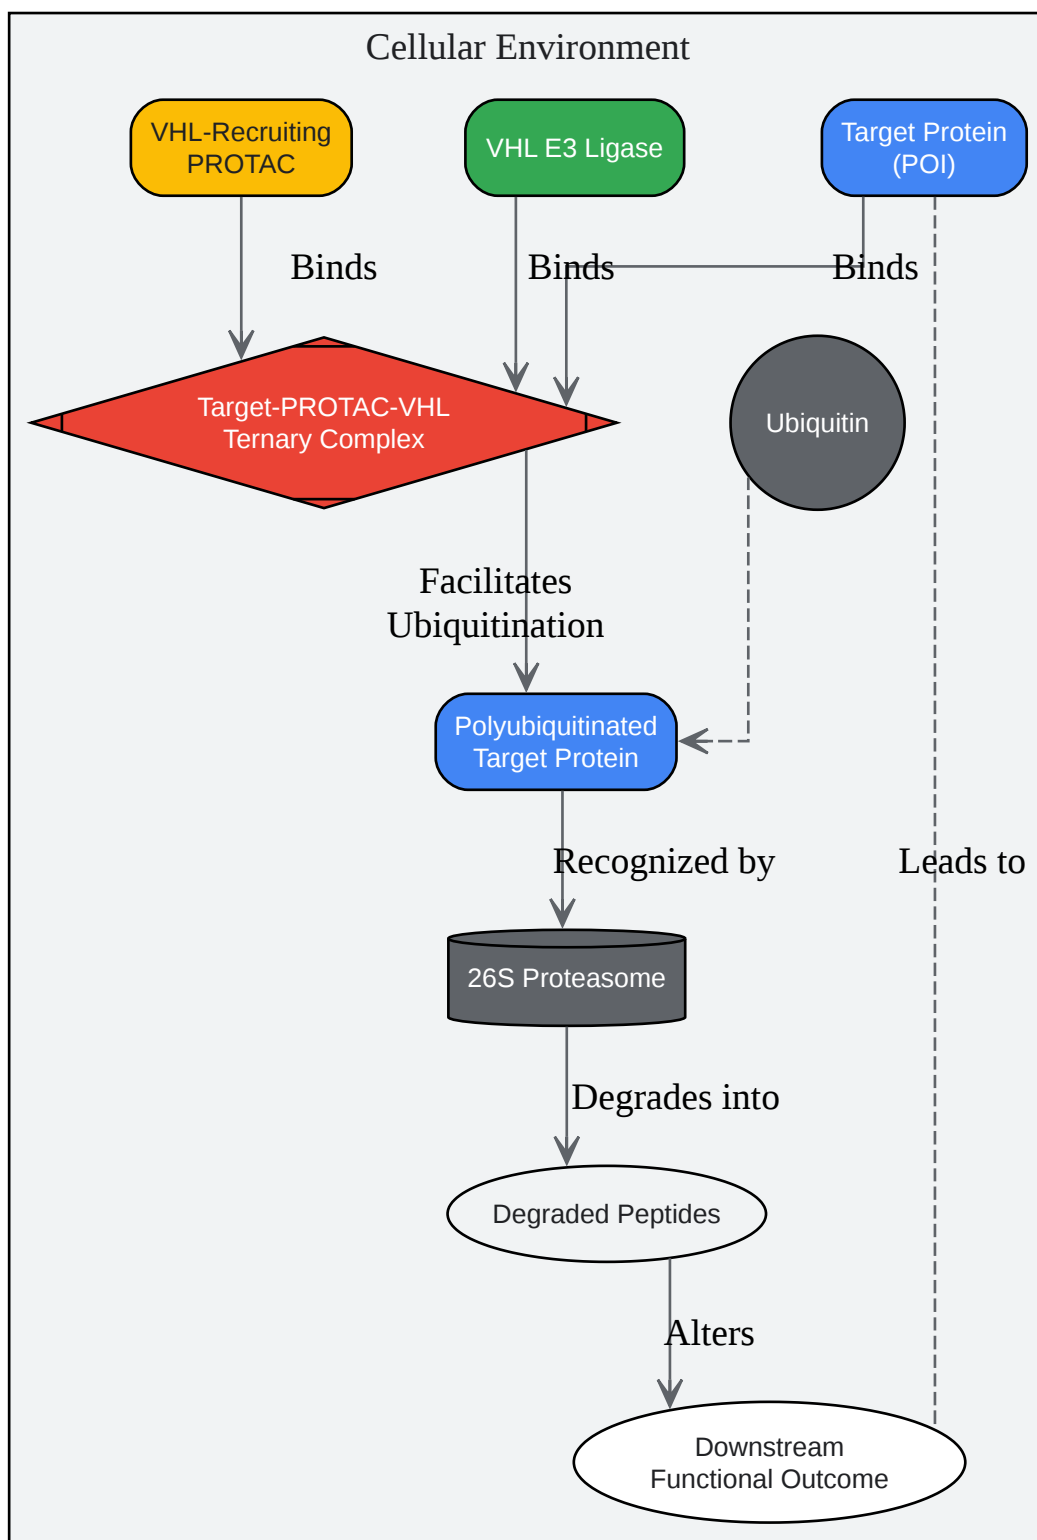 Cellular Environment
VHL-Recruiting
PROTAC
VHL E3 Ligase
Target Protein
(POI)
Binds
Binds
Binds
Target-PROTAC-VHL
Ternary Complex
Ubiquitin
Facilitates
Ubiquitination
Polyubiquitinated
Target Protein
Recognized by
Leads to
26S Proteasome
Degrades into
Degraded Peptides
Alters
Downstream
Functional Outcome